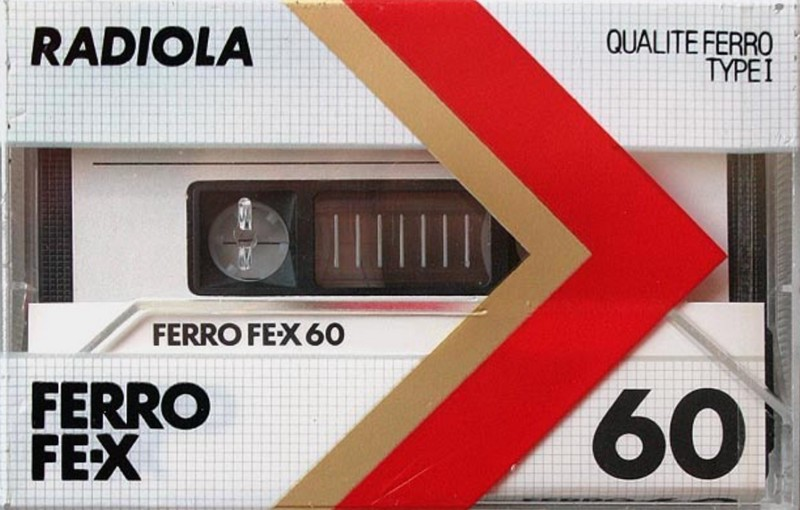 RADIOLA
QUALITE FERRO
TYPE I
FERRO FE-X 60
FERRO
FE-X
60